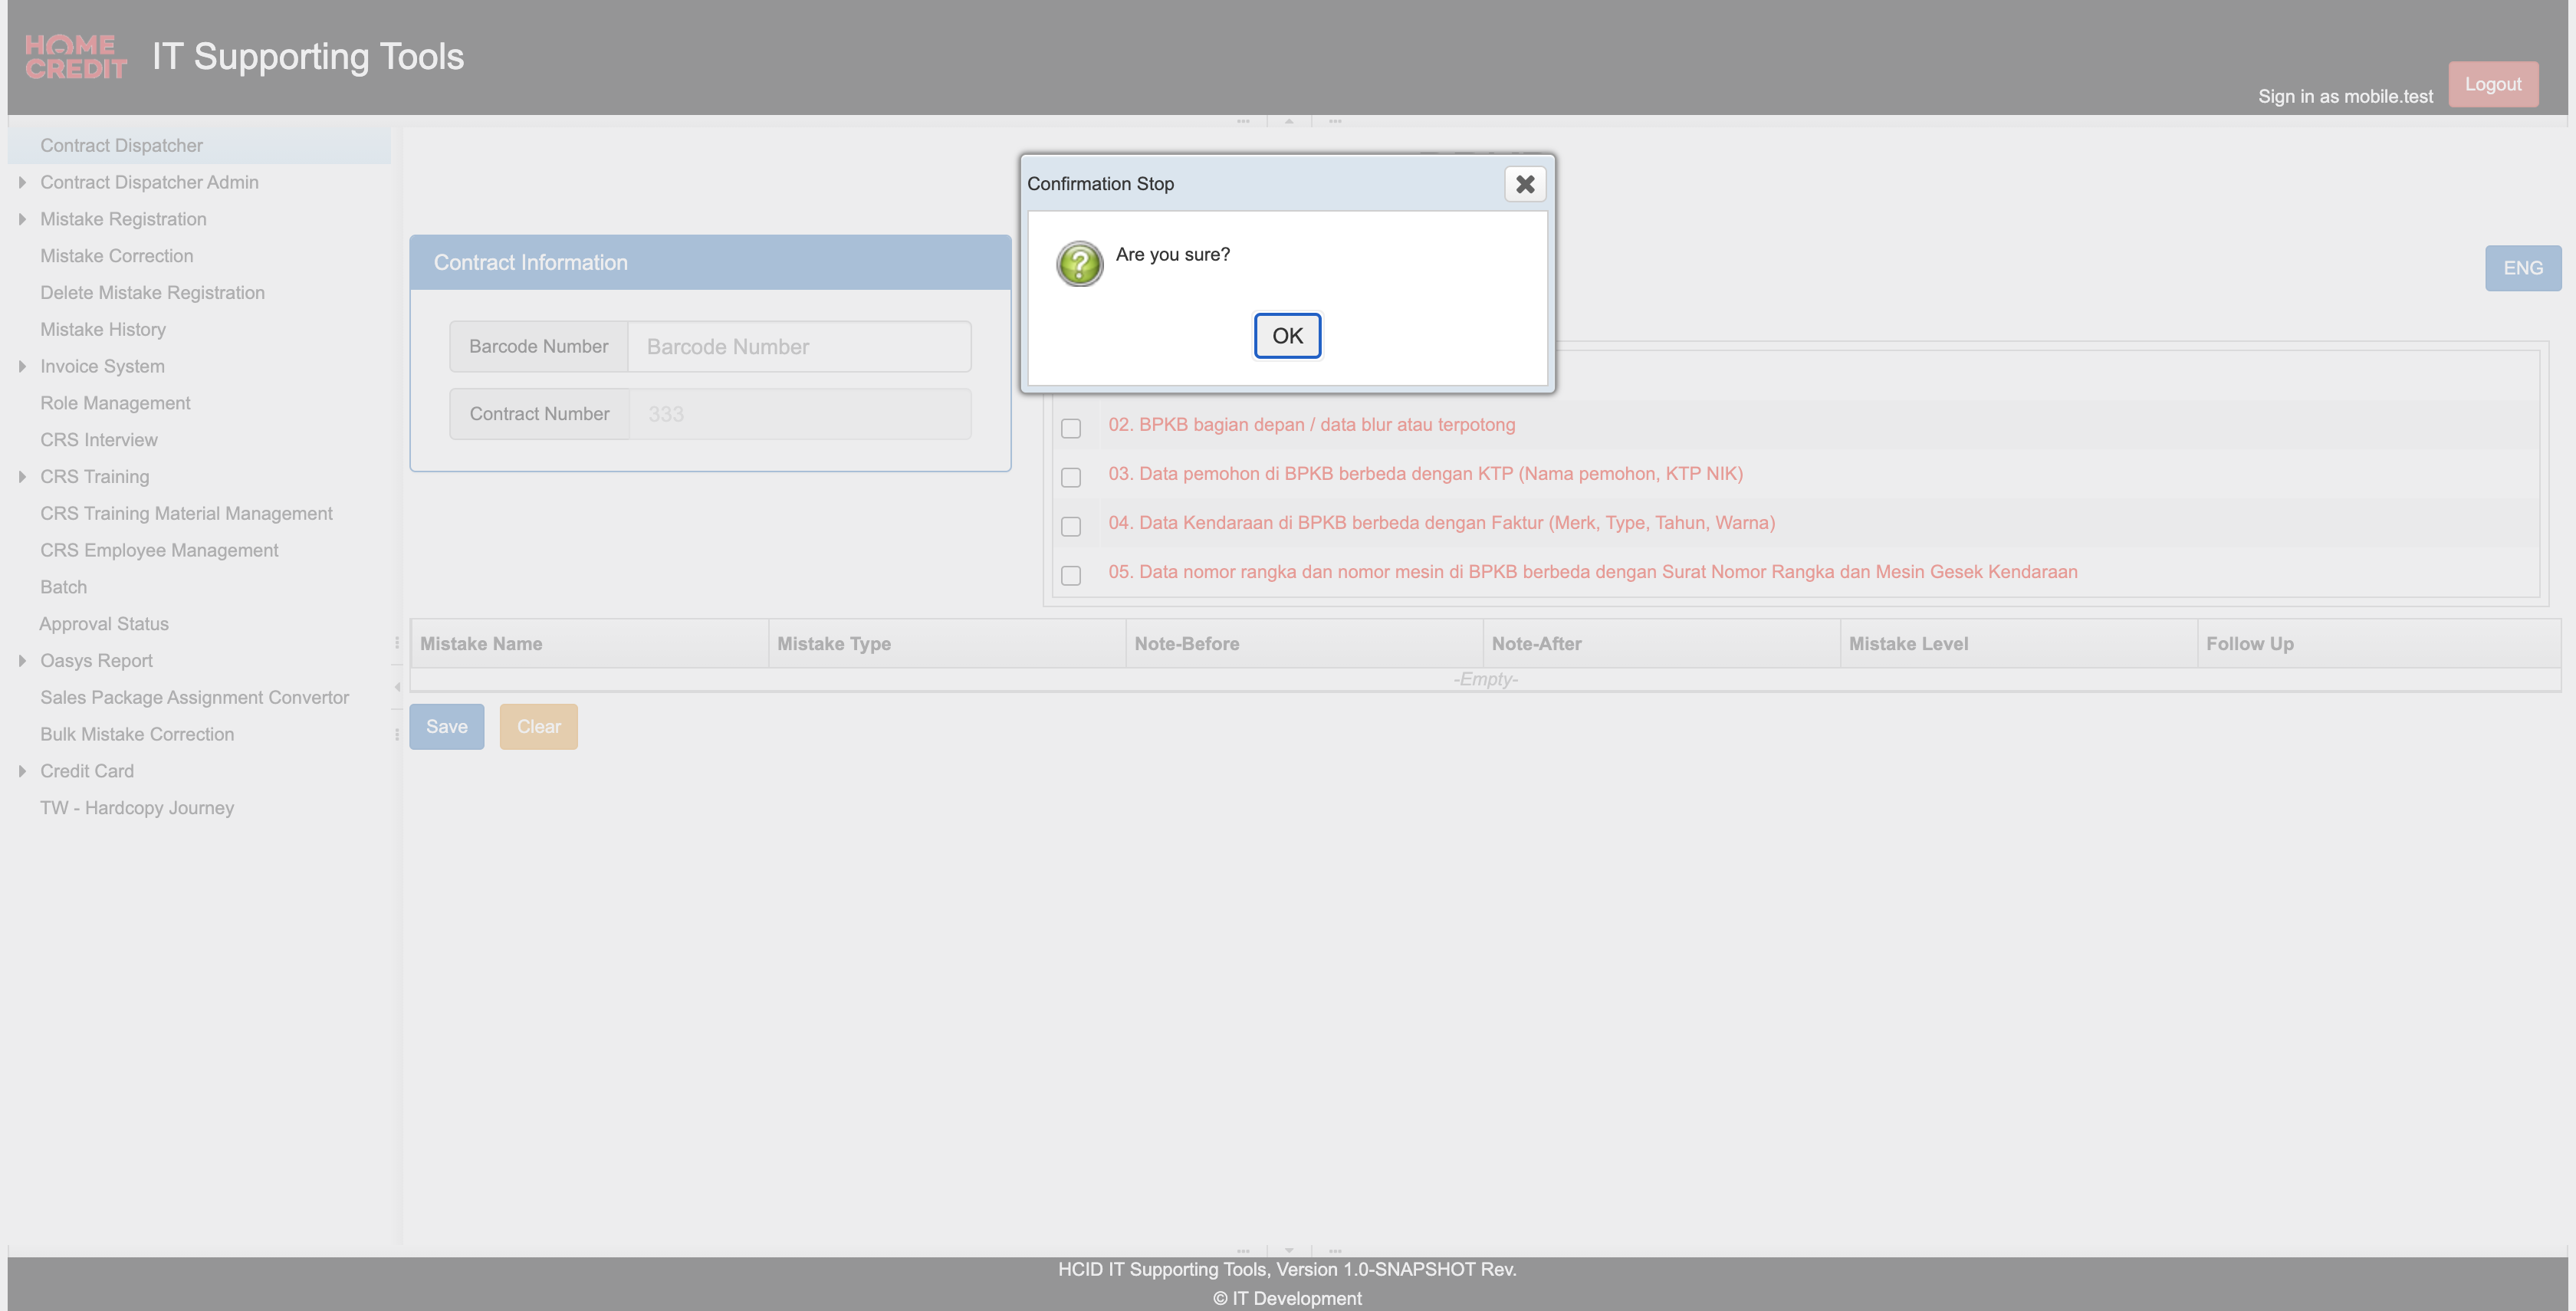 HOME
CREDIT
IT Supporting Tools
Sign in as mobile.test
Logout
Contract Dispatcher
Contract Dispatcher Admin
Mistake Registration
Mistake Correction
Delete Mistake Registration
Mistake History
Invoice System
Role Management
CRS Interview
CRS Training
CRS Training Material Management
CRS Employee Management
Batch
Approval Status
Oasys Report
Sales Package Assignment Convertor
Bulk Mistake Correction
Credit Card
TW - Hardcopy Journey
Confirmation Stop
Are you sure?
OK
ENG
Contract Information
Barcode Number
Barcode Number
Contract Number
333
02. BPKB bagian depan / data blur atau terpotong
03. Data pemohon di BPKB berbeda dengan KTP (Nama pemohon, KTP NIK)
04. Data Kendaraan di BPKB berbeda dengan Faktur (Merk, Type, Tahun, Warna)
05. Data nomor rangka dan nomor mesin di BPKB berbeda dengan Surat Nomor Rangka dan Mesin Gesek Kendaraan
Mistake Name
Mistake Type
Note-Before
Note-After
Mistake Level
Follow Up
-Empty-
Save
Clear
HCID IT Supporting Tools, Version 1.0-SNAPSHOT Rev.
© IT Development